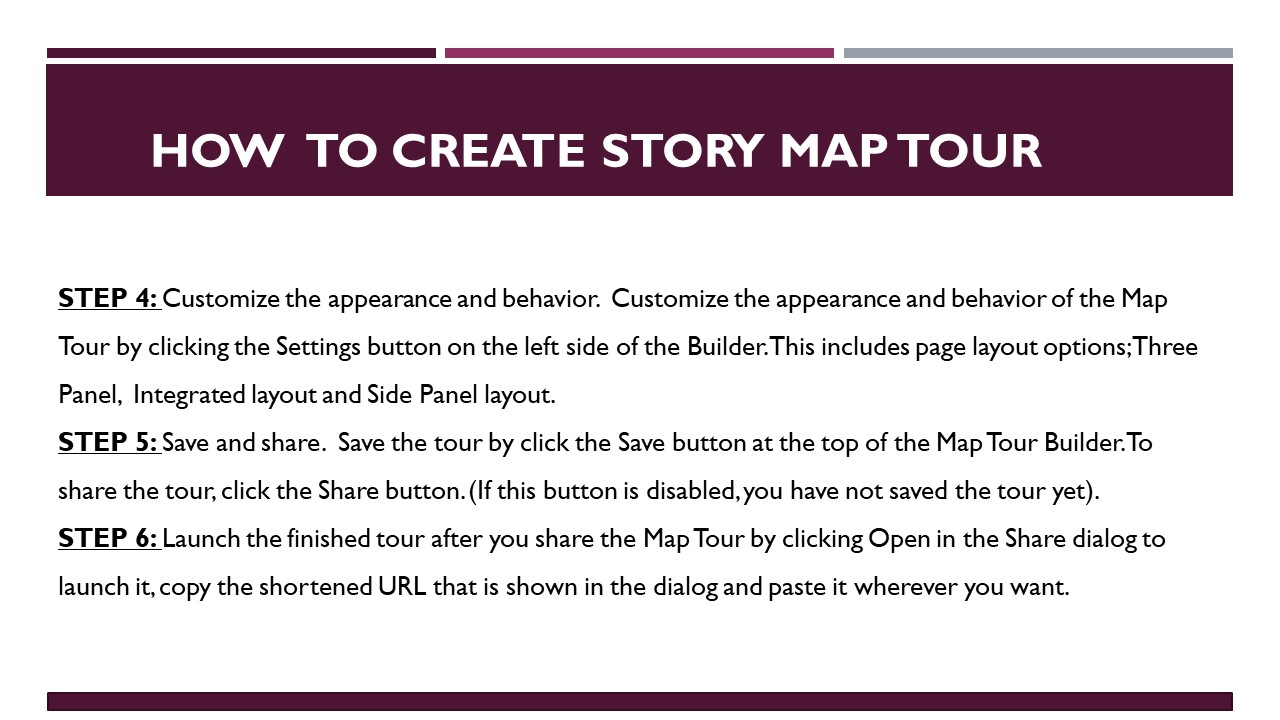 HOW TO CREATE STORY MAP TOUR
STEP 4: Customize the appearance and behavior. Customize the appearance and behavior of the Map
Tour by clicking the Settings button on the left side of the Builder. This includes page layout options; Three
Panel, Integrated layout and Side Panel layout.
STEP 5: Save and share. Save the tour by click the Save button at the top of the Map Tour Builder. To
share the tour, click the Share button. (If this button is disabled, you have not saved the tour yet).
STEP 6: Launch the finished tour after you share the Map Tour by clicking Open in the Share dialog to
launch it, copy the shortened URL that is shown in the dialog and paste it wherever you want.